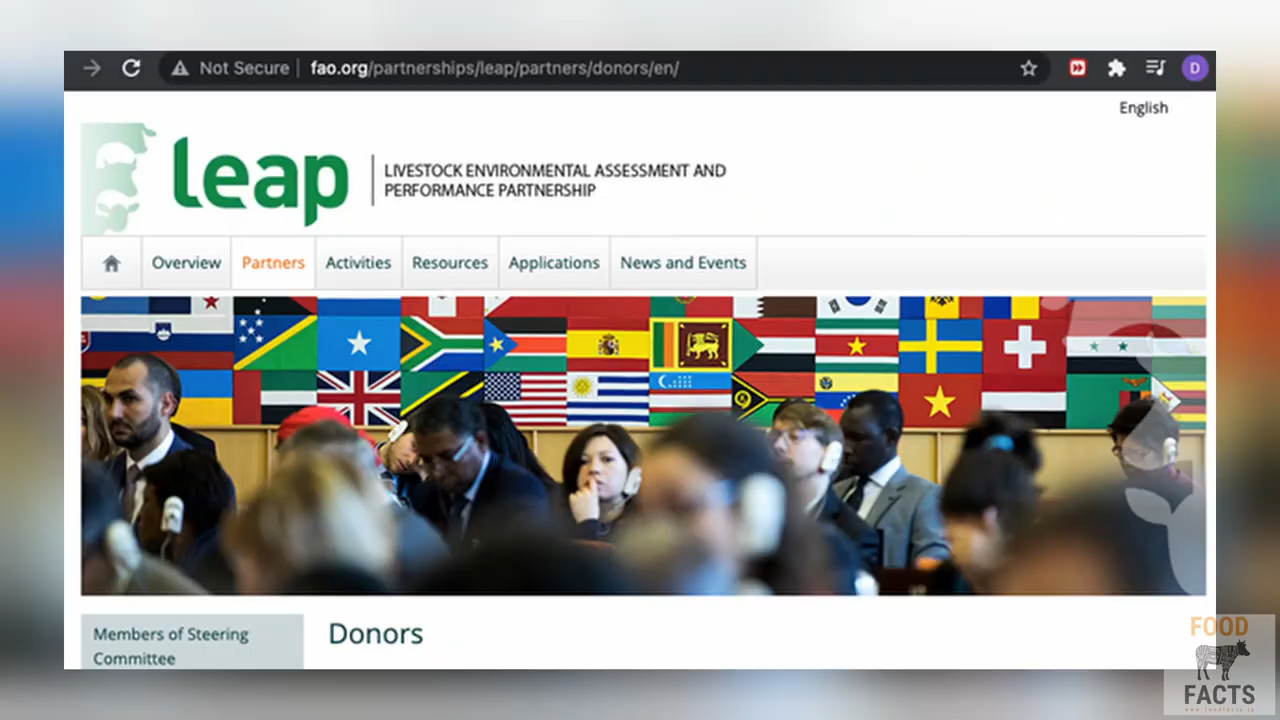 Not Secure
fao.org/partnerships/leap/partners/donors/en/
D
English
leap
LIVESTOCK ENVIRONMENTAL ASSESSMENT AND
PERFORMANCE PARTNERSHIP
Overview
Partners
Activities
Resources
Applications
News and Events
Members of Steering
Committee
Donors
FOOD
FACTS